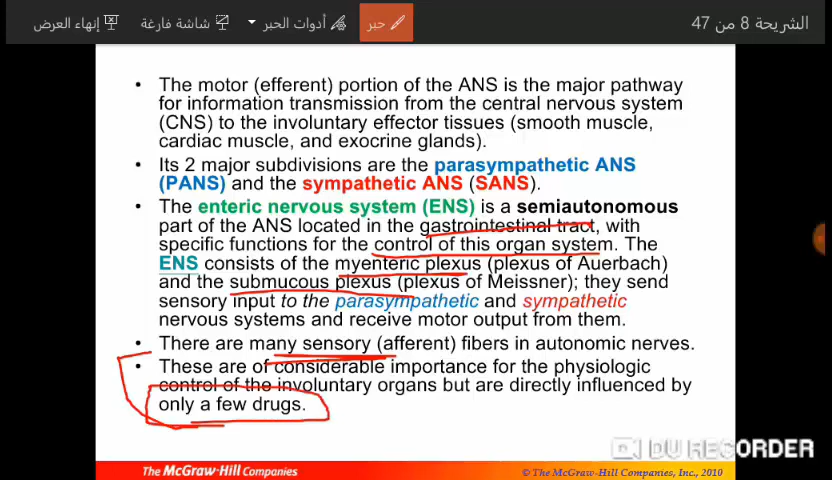 الشريحة 8 من 47
حبر
أدوات الحبر
شاشة فارغة
إنهاء العرض
• The motor (efferent) portion of the ANS is the major pathway
for information transmission from the central nervous system
(CNS) to the involuntary effector tissues (smooth muscle,
cardiac muscle, and exocrine glands).
• Its 2 major subdivisions are the parasympathetic ANS
(PANS) and the sympathetic ANS (SANS).
• The enteric nervous system (ENS) is a semiautonomous
part of the ANS located in the gastrointestinal tract, with
specific functions for the control of this organ system. The
ENS consists of the myenteric plexus (plexus of Auerbach)
and the submucous plexus (plexus of Meissner); they send
sensory input to the parasympathetic and sympathetic
nervous systems and receive motor output from them.
• There are many sensory (afferent) fibers in autonomic nerves.
• These are of considerable importance for the physiologic
control of the involuntary organs but are directly influenced by
only a few drugs.
DU RECORDER
The McGraw-Hill Companies
© The McGraw-Hill Companies, Inc., 2010